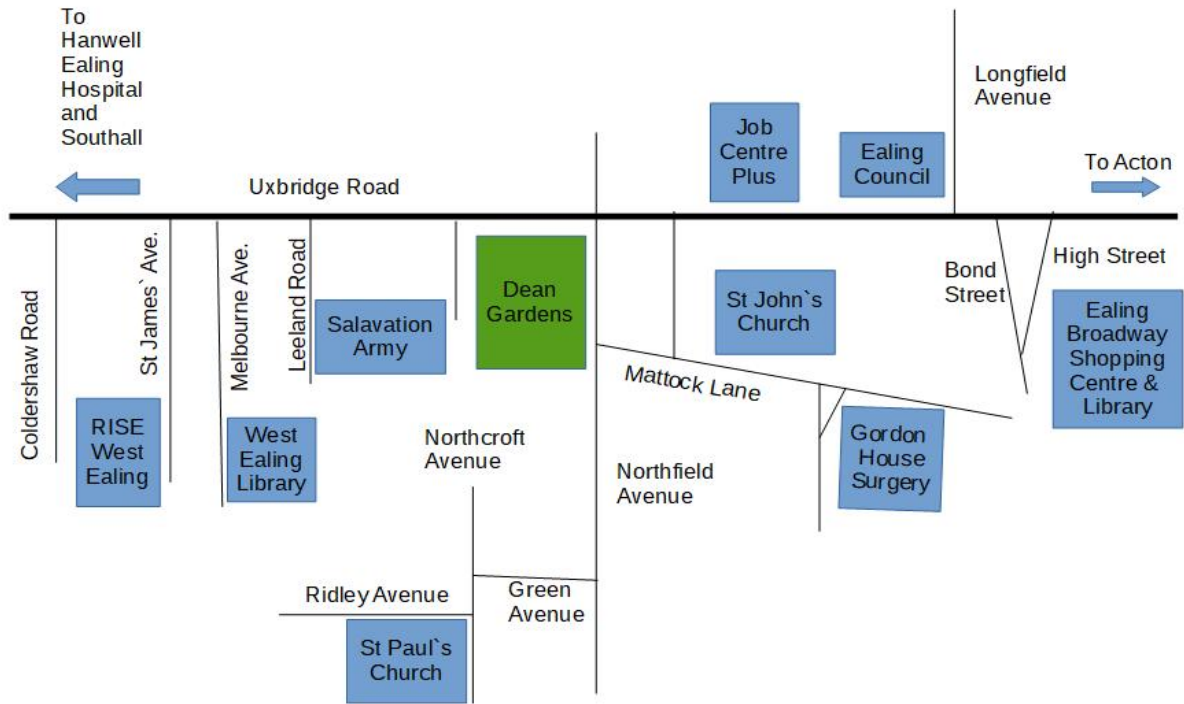 To
Hanwell
Ealing
Hospital
and
Southall
Uxbridge Road
Job
Centre
Plus
Ealing
Council
Longfield
Avenue
To Acton
Coldershaw Road
St James` Ave.
Melbourne Ave.
Leeland Road
Salavation
Army
Dean
Gardens
St John`s
Church
Bond
Street
High Street
Ealing
Broadway
Shopping
Centre &
Library
Mattock Lane
RISE
West
Ealing
West
Ealing
Library
Northcroft
Avenue
Northfield
Avenue
Gordon
House
Surgery
Ridley Avenue
Green
Avenue
St Paul`s
Church